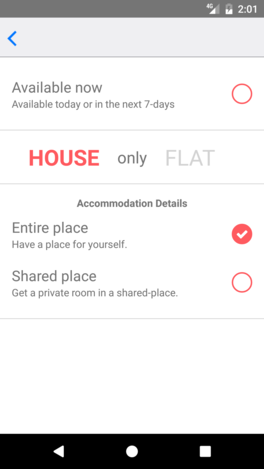 4G 2:01
Available now
Available today or in the next 7-days
HOUSE only FLAT
Accommodation Details
Entire place
Have a place for yourself.
Shared place
Get a private room in a shared-place.